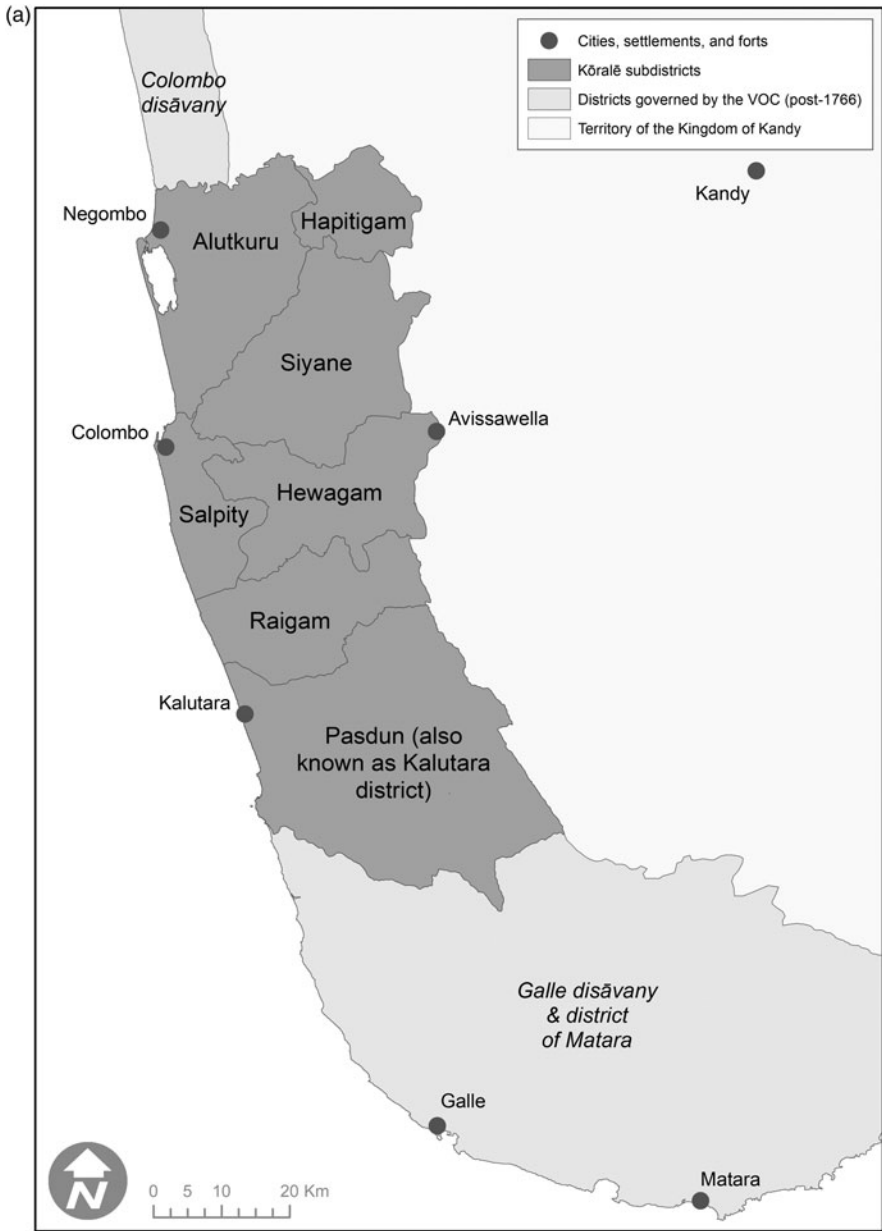 (a)
Colombo
disāvany
Cities, settlements, and forts
Kōralē subdistricts
Districts governed by the VOC (post-1766)
Territory of the Kingdom of Kandy
Kandy
Negombo
Alutkuru
Hapitigam
Siyane
Avissawella
Colombo
Hewagam
Salpity
Raigam
Kalutara
Pasdun (also
known as Kalutara
district)
Galle disāvany
& district
of Matara
Galle
Matara
N
0 5 10 20 Km